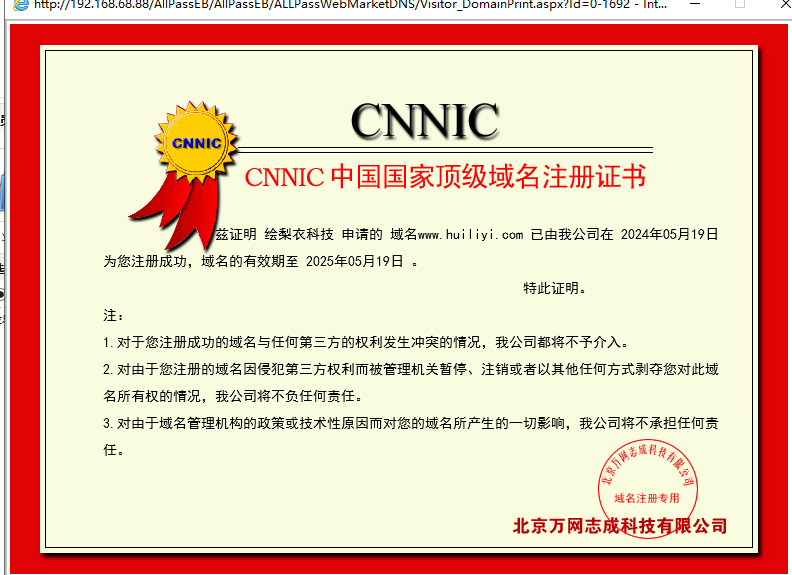 http://192.168.68.88/AllPassEB/AllPassEB/ALLPassWebMarketDNS/Visitor_DomainPrint.aspx?Id=0-1692 - Int...
CNNIC
CNNIC
CNNIC 中国国家顶级域名注册证书
兹证明 绘梨衣科技 申请的 域名www.huiliyi.com 已由我公司在 2024年05月19日
为您注册成功，域名的有效期至 2025年05月19日 。
特此证明。
注：
1.对于您注册成功的域名与任何第三方的权利发生冲突的情况，我公司都将不予介入。
2.对由于您注册的域名因侵犯第三方权利而被管理机关暂停、注销或者以其他任何方式剥夺您对此域
名所有权的情况，我公司将不负任何责任。
3.对由于域名管理机构的政策或技术性原因而对您的域名所产生的一切影响，我公司将不承担任何责
任。
北京万网志成科技有限公司
域名注册专用
北京万网志成科技有限公司